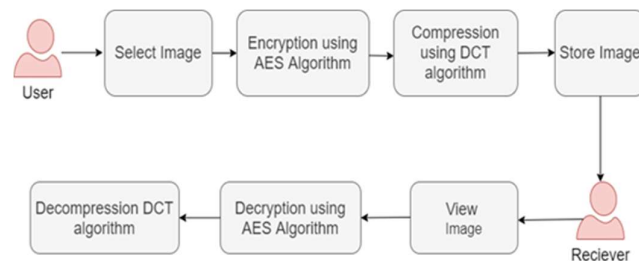 User
Select Image
Encryption using
AES Algorithm
Compression
using DCT
algorithm
Store Image
Reciever
View
Image
Decryption using
AES Algorithm
Decompression DCT
algorithm